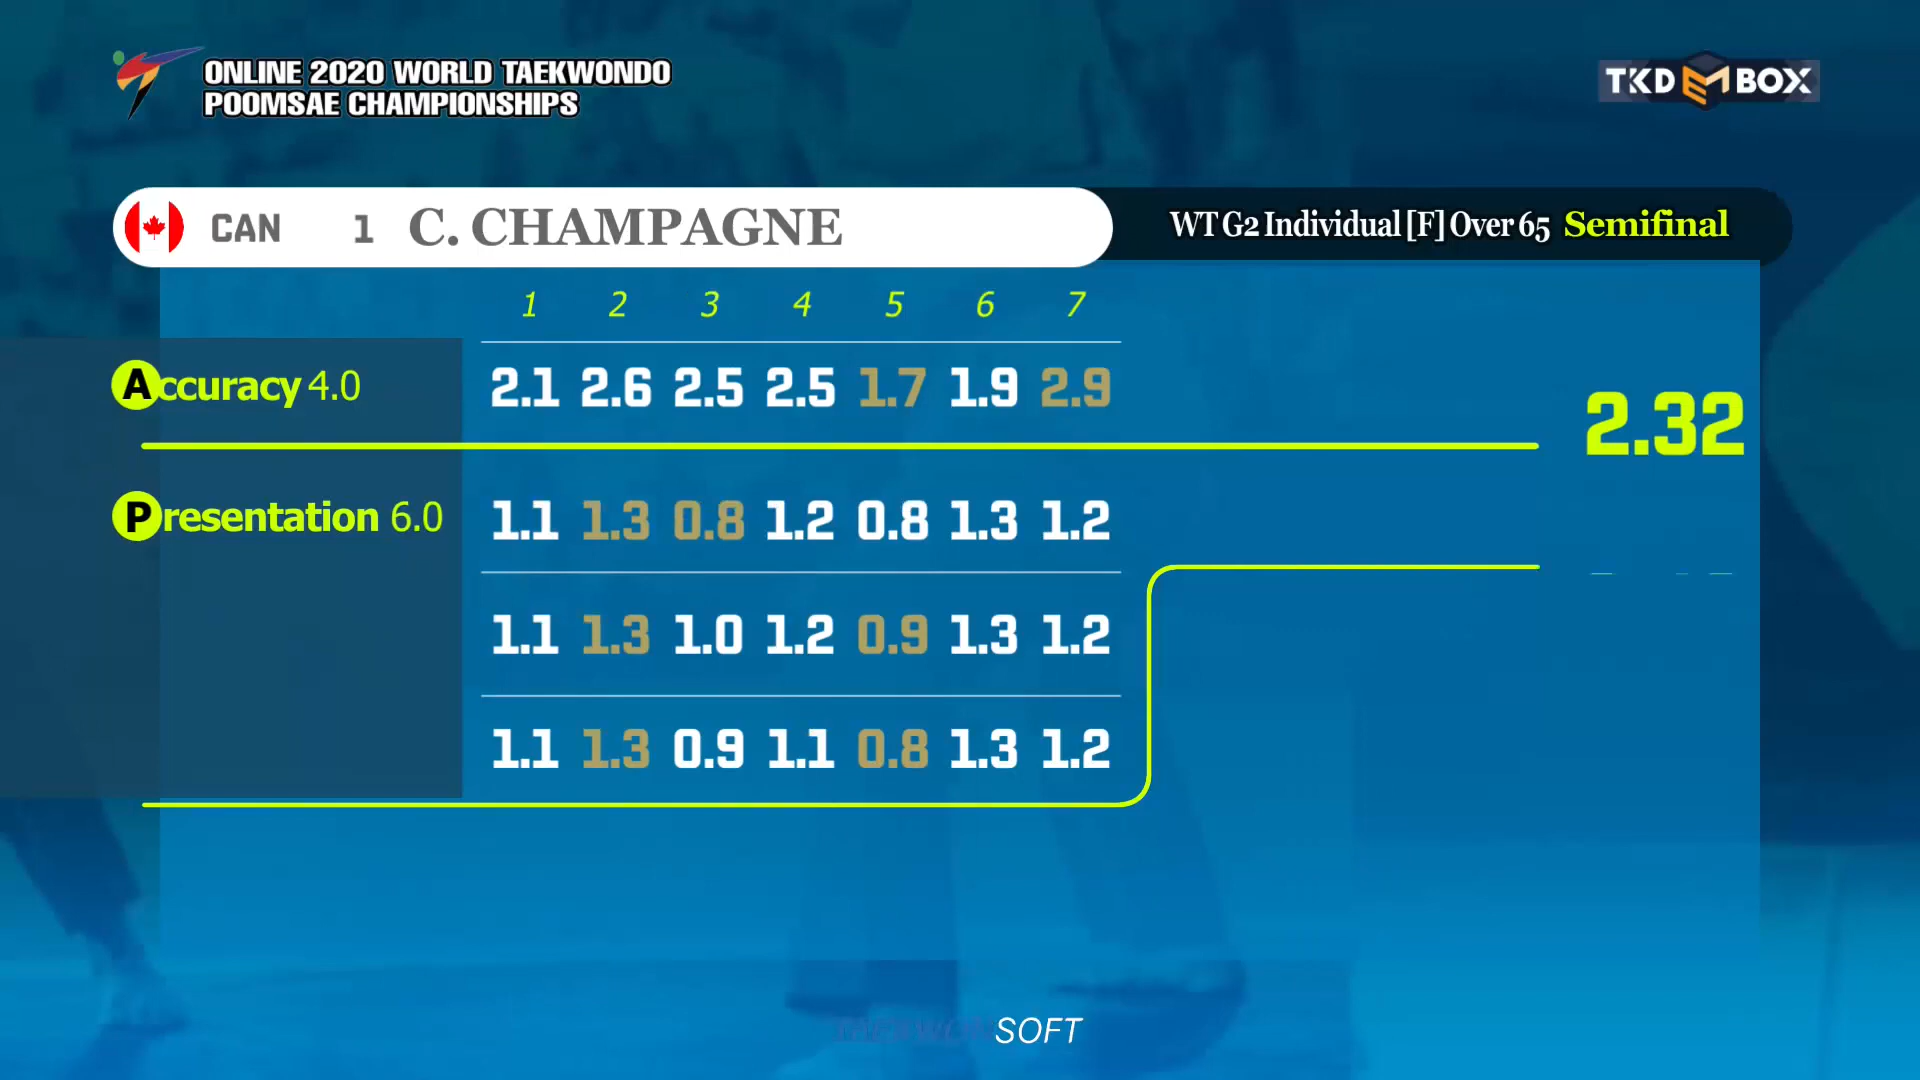 ONLINE 2020 WORLD TAEKWONDO
POOMSAE CHAMPIONSHIPS
TKD BOX
CAN 1 C. CHAMPAGNE
WT G2 Individual [F] Over 65 Semifinal
1 2 3 4 5 6 7
Accuracy 4.0 2.1 2.6 2.5 2.5 1.7 1.9 2.9
2.32
Presentation 6.0 1.1 1.3 0.8 1.2 0.8 1.3 1.2
1.1 1.3 1.0 1.2 0.9 1.3 1.2
1.1 1.3 0.9 1.1 0.8 1.3 1.2
TAEKWONSOFT